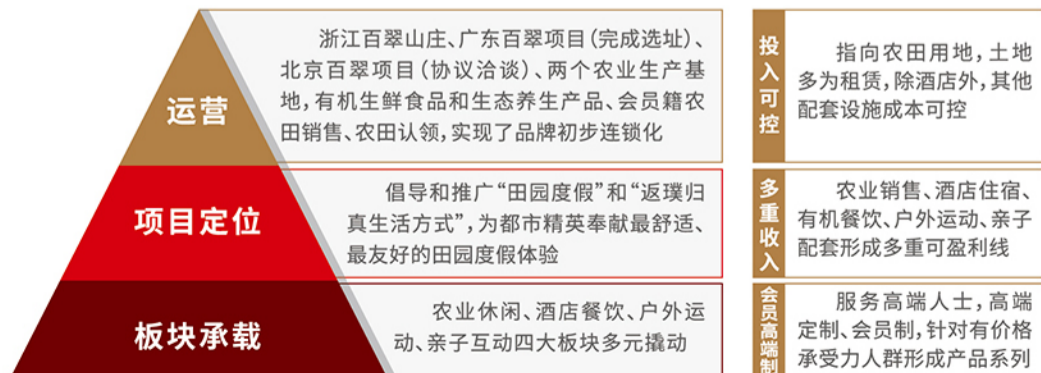 运营
浙江百翠山庄、广东百翠项目(完成选址)、
北京百翠项目(协议洽谈)、两个农业生产基
地,有机生鲜食品和生态养生产品、会员籍农
田销售、农田认领,实现了品牌初步连锁化
项目定位
倡导和推广“田园度假”和“返璞归
真生活方式”,为都市精英奉献最舒适、
最友好的田园度假体验
板块承载
农业休闲、酒店餐饮、户外运
动、亲子互动四大板块多元撬动
投入可控
指向农田用地,土地
多为租赁,除酒店外,其他
配套设施成本可控
多重收入
农业销售、酒店住宿、
有机餐饮、户外运动、亲子
配套形成多重可盈利线
会员高端制
服务高端人士,高端
定制、会员制,针对有价格
承受力人群形成产品系列